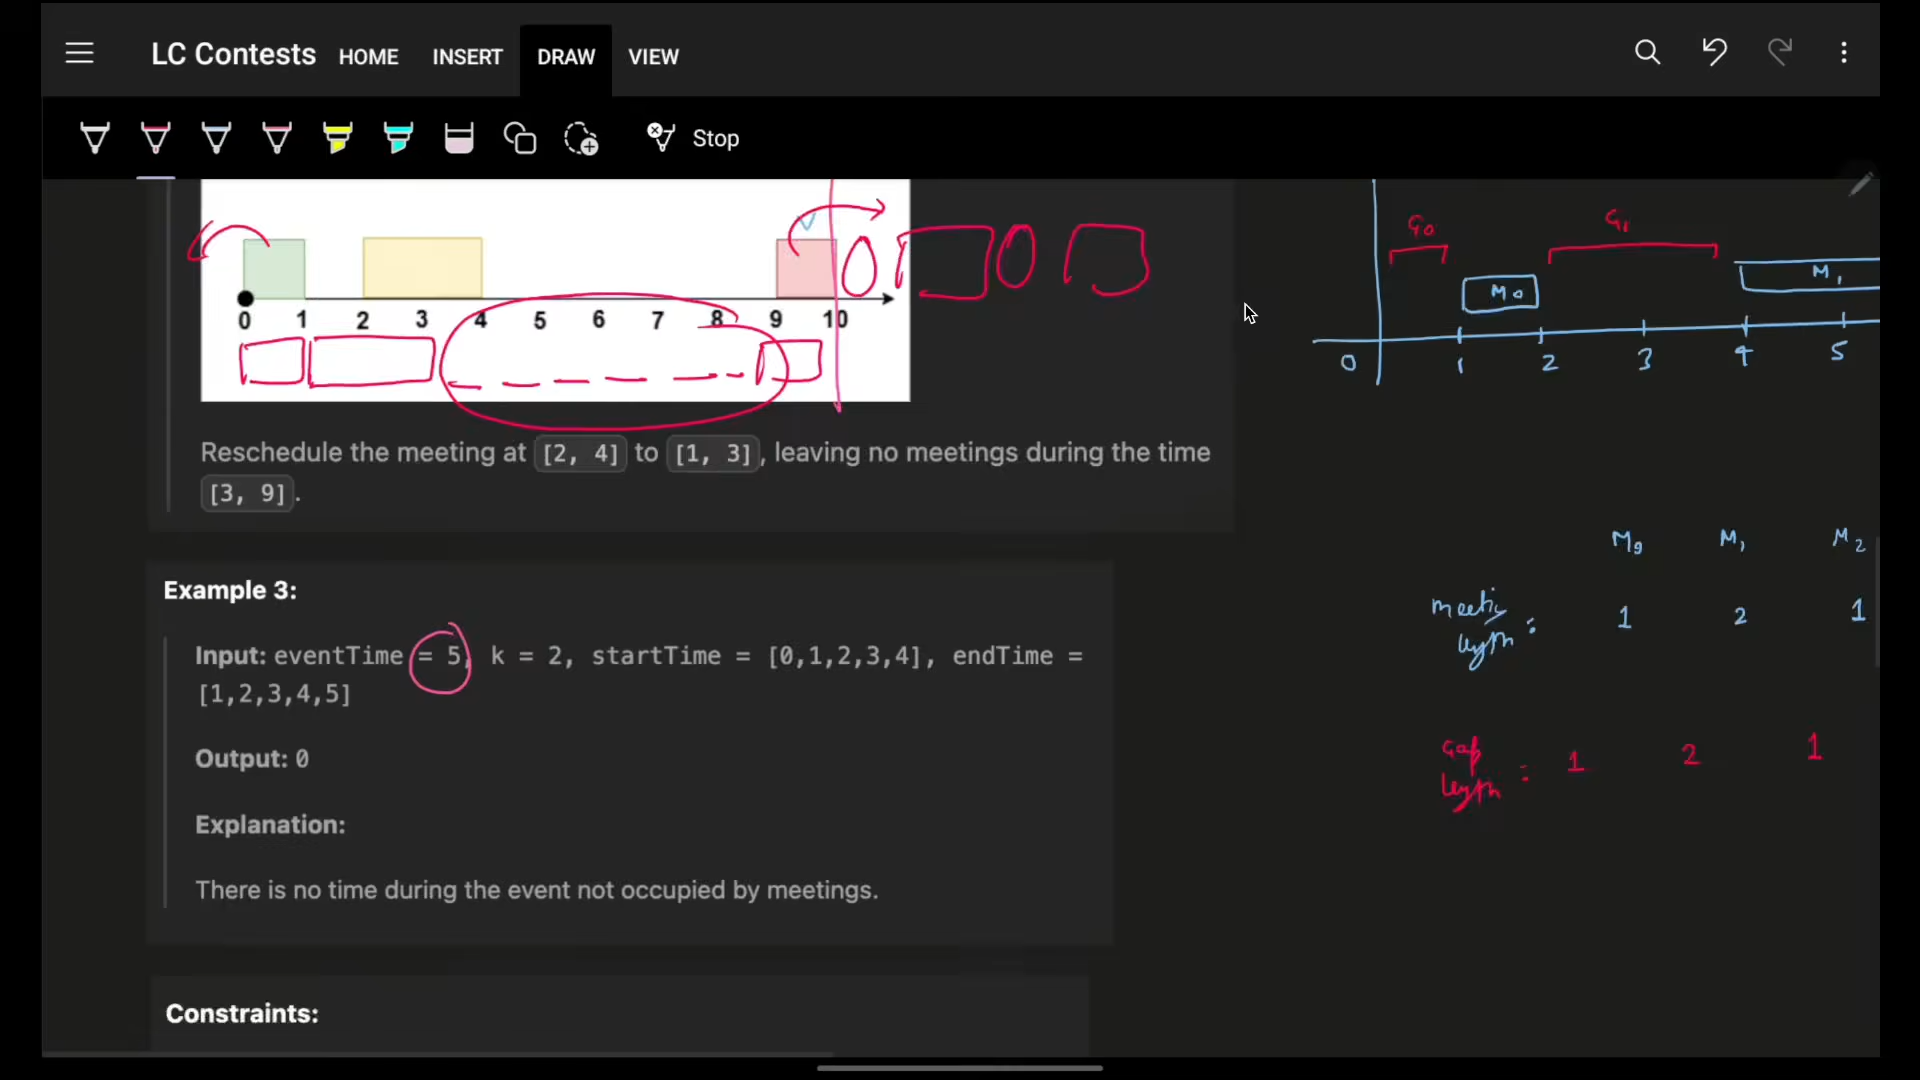 LC Contests HOME INSERT DRAW VIEW
Stop
0 1 2 3 4 5 6 7 8 9 10
Reschedule the meeting at [2, 4] to [1, 3], leaving no meetings during the time
[3, 9].
Example 3:
Input: eventTime = 5, k = 2, startTime = [0,1,2,3,4], endTime =
[1,2,3,4,5]
Output: 0
Explanation:
There is no time during the event not occupied by meetings.
Constraints:
G0 G1
M0 M1
0 1 2 3 4 5
M0 M1 M2
meeting
length : 1 2 1
Gap
length : 1 2 1